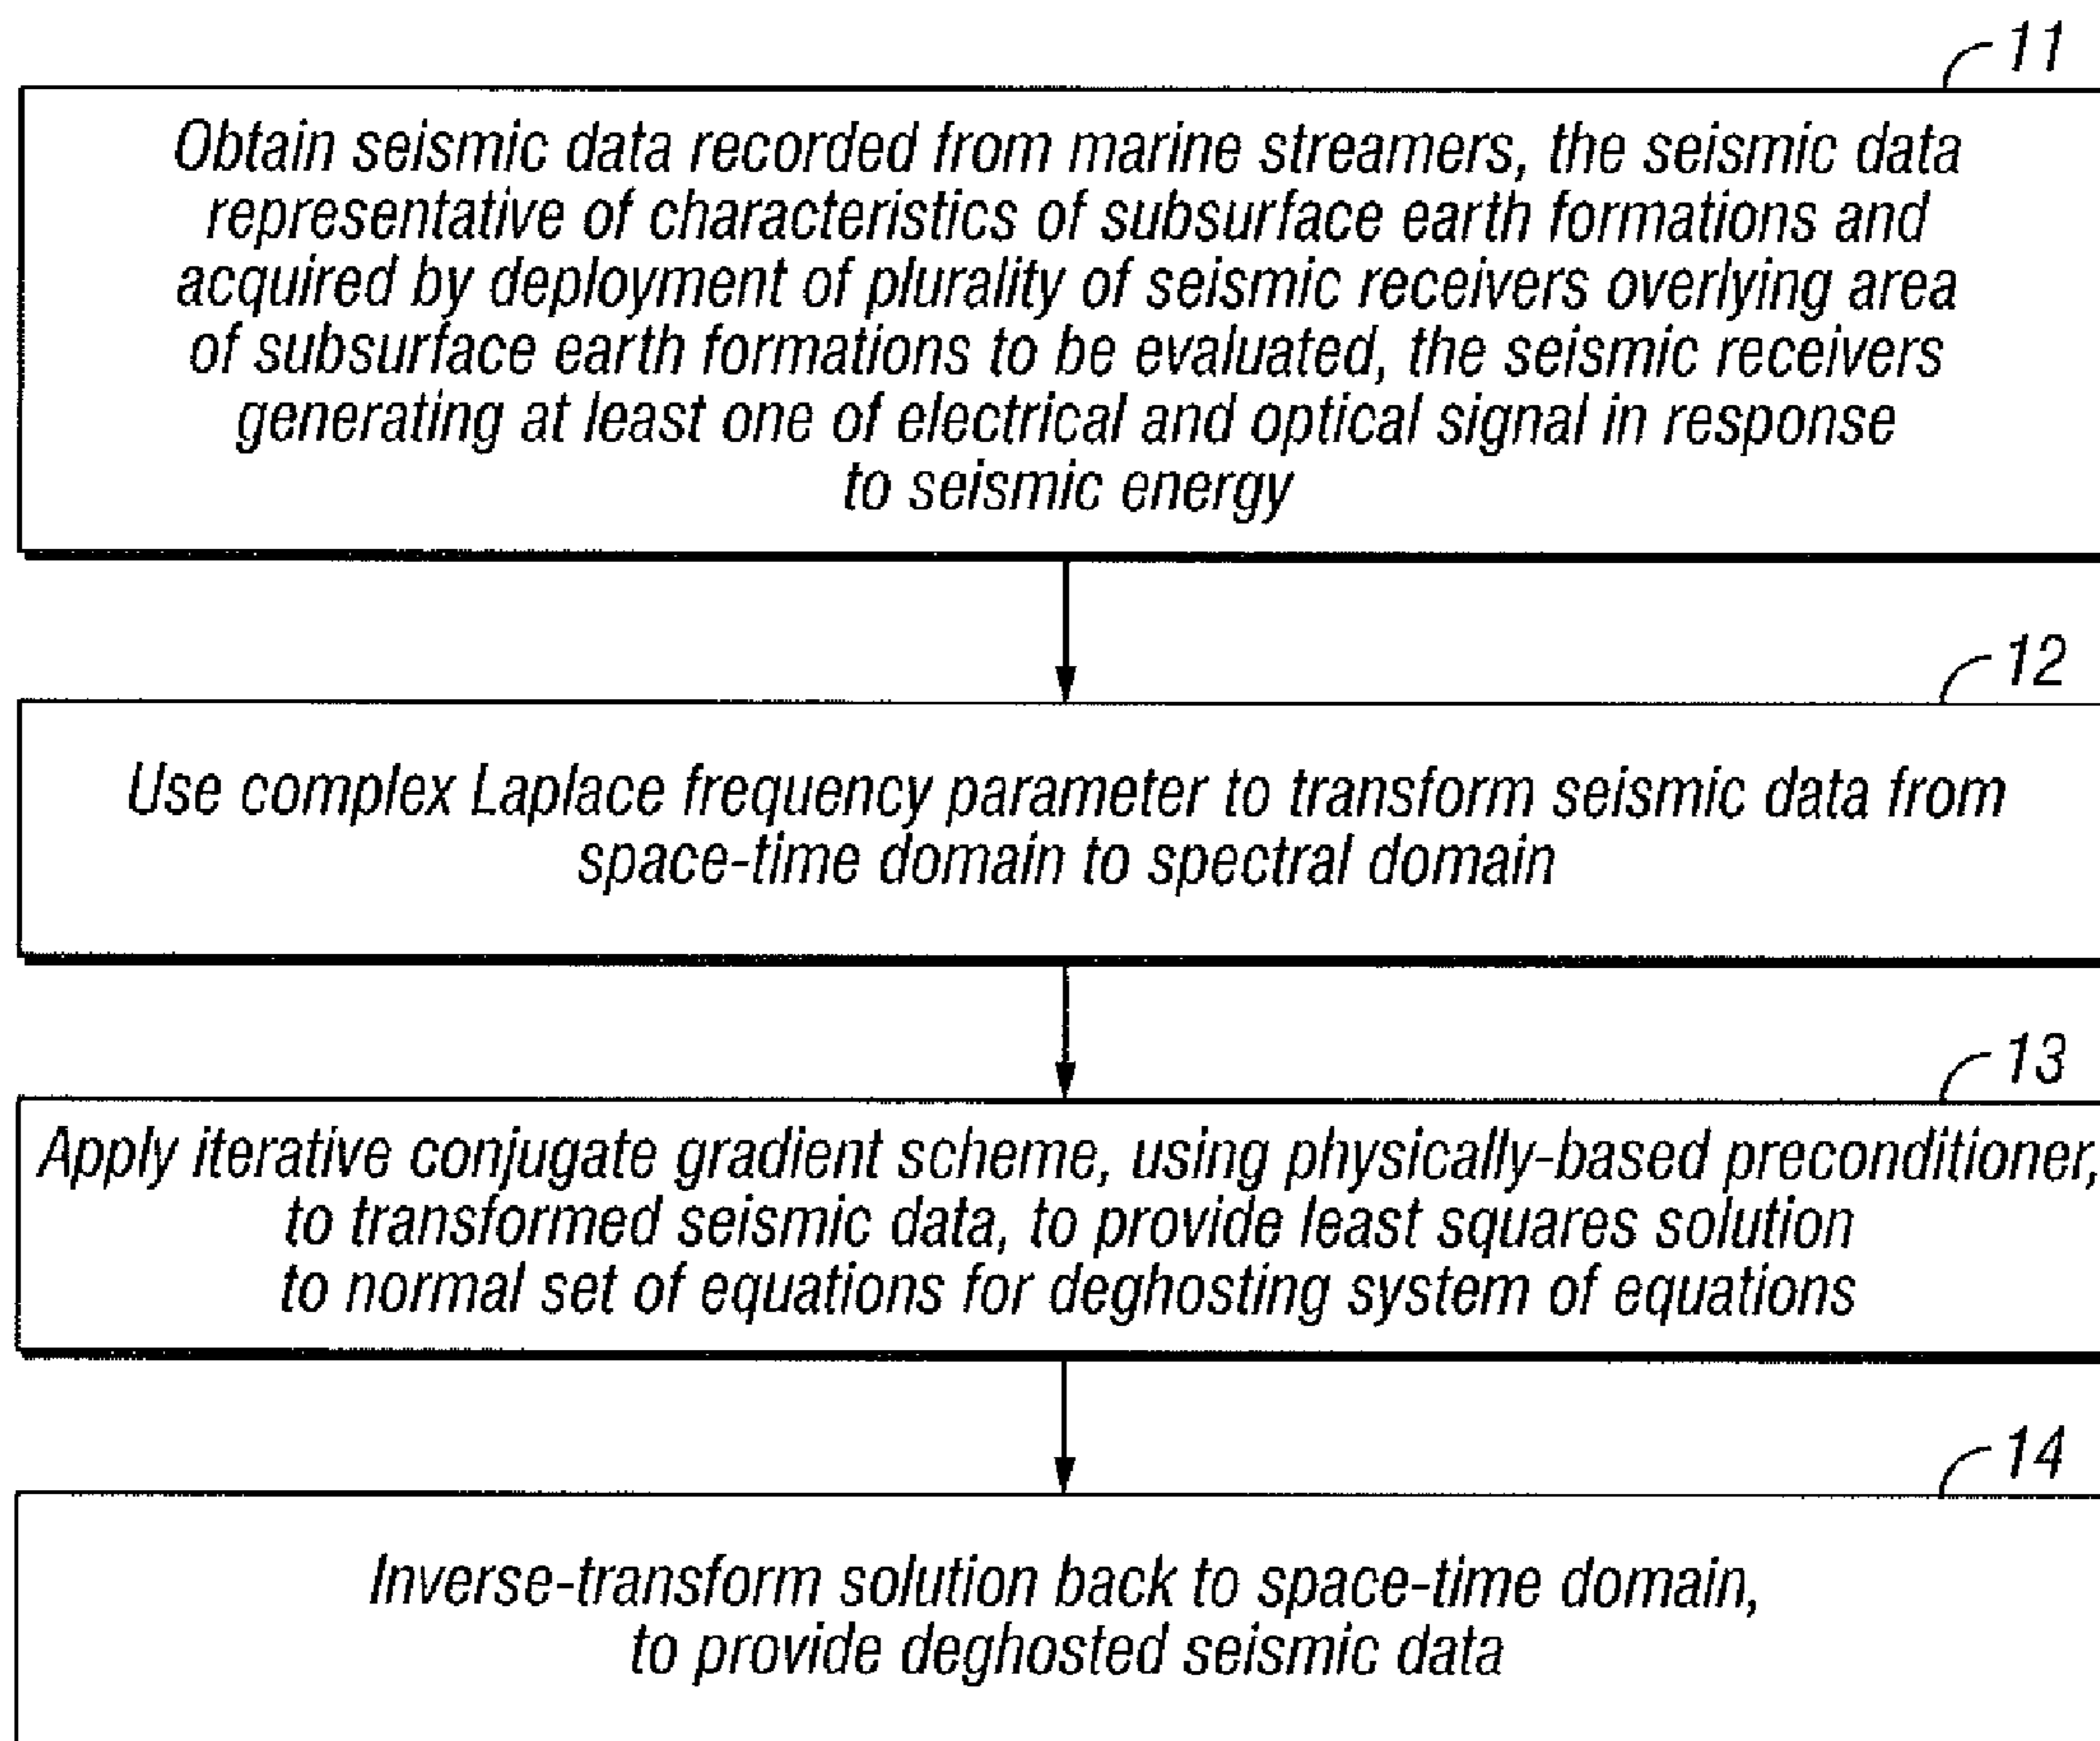 11
Obtain seismic data recorded from marine streamers, the seismic data
representative of characteristics of subsurface earth formations and
acquired by deployment of plurality of seismic receivers overlying area
of subsurface earth formations to be evaluated, the seismic receivers
generating at least one of electrical and optical signal in response
to seismic energy
12
Use complex Laplace frequency parameter to transform seismic data from
space-time domain to spectral domain
13
Apply iterative conjugate gradient scheme, using physically-based preconditioner,
to transformed seismic data, to provide least squares solution
to normal set of equations for deghosting system of equations
14
Inverse-transform solution back to space-time domain,
to provide deghosted seismic data